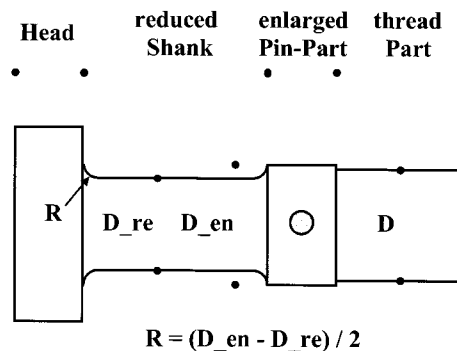 Head
reduced
Shank
enlarged
Pin-Part
thread
Part
R
D_re
D_en
D
R = (D_en - D_re) / 2